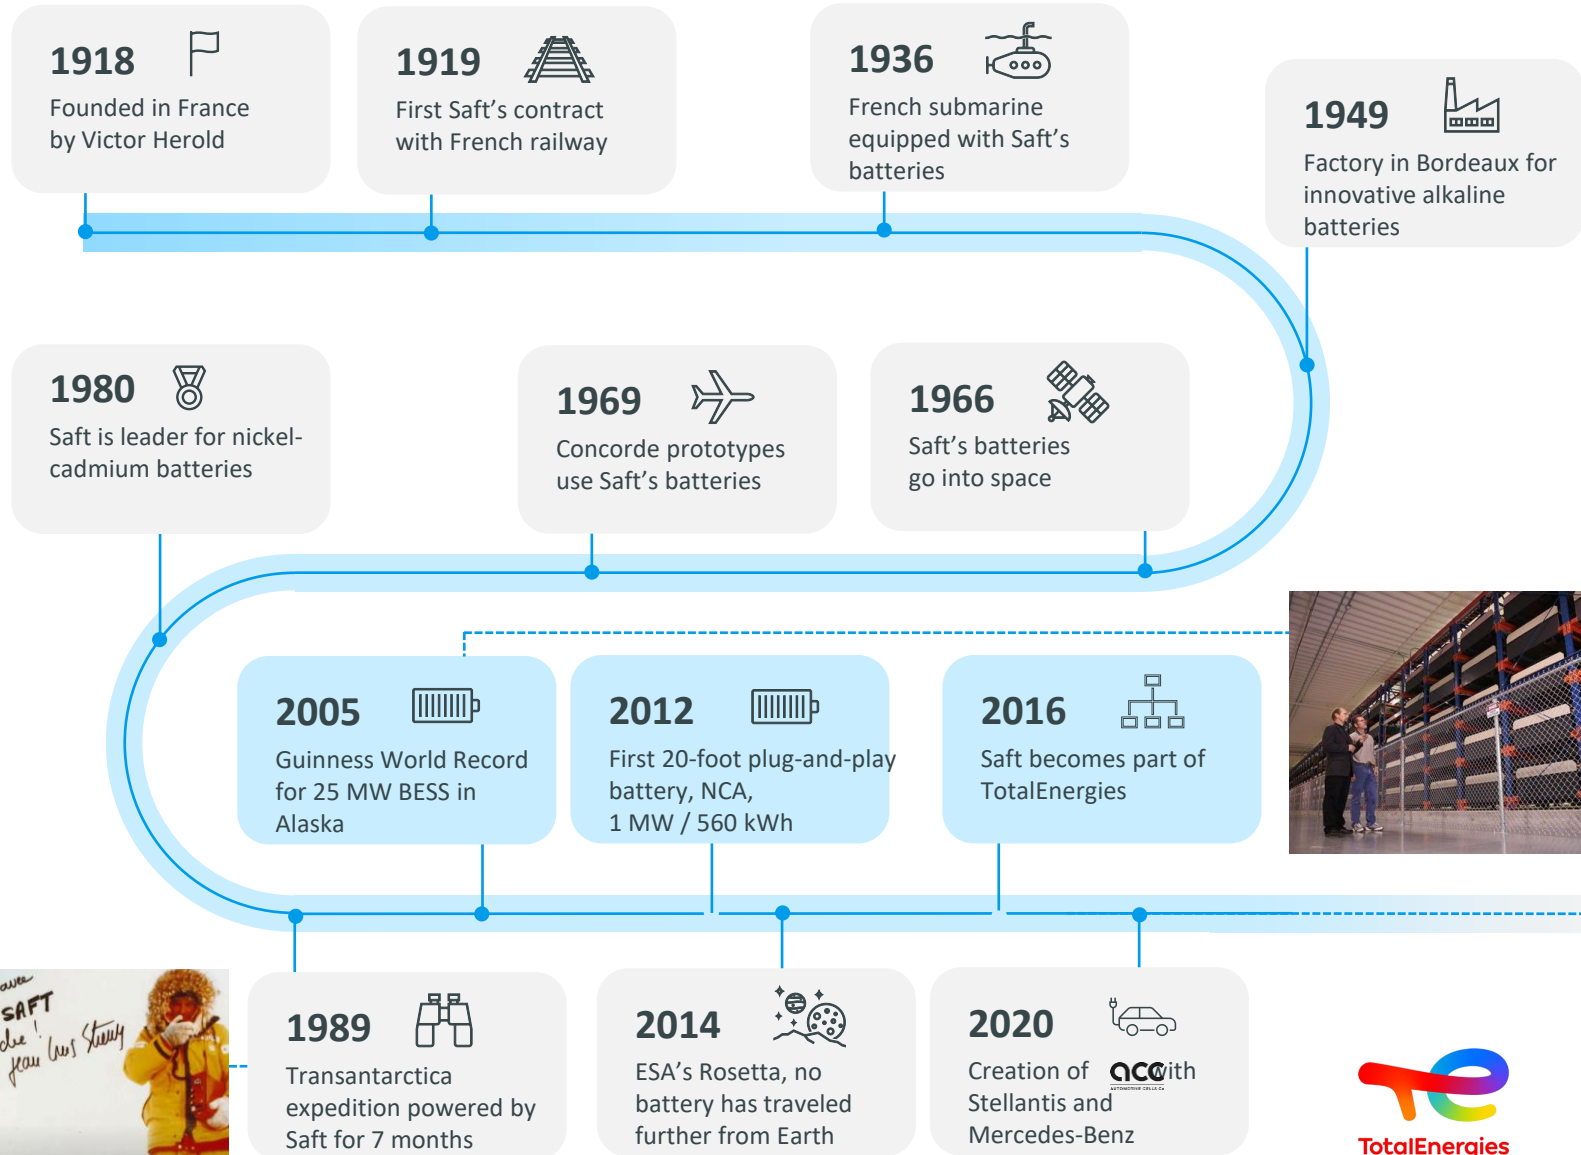 1918
Founded in France
by Victor Herold
1919
First Saft's contract
with French railway
1936
French submarine
equipped with Saft's
batteries
1949
Factory in Bordeaux for
innovative alkaline
batteries
1980
Saft is leader for nickel-
cadmium batteries
1969
Concorde prototypes
use Saft's batteries
1966
Saft's batteries
go into space
2005
Guinness World Record
for 25 MW BESS in
Alaska
2012
First 20-foot plug-and-play
battery, NCA,
1 MW / 560 kWh
2016
Saft becomes part of
TotalEnergies
SAFT
1989
Transantarctica
expedition powered by
Saft for 7 months
2014
ESA's Rosetta, no
battery has traveled
further from Earth
2020
Creation of acc with
AUTOMOTIVE CELLS Co
Stellantis and
Mercedes-Benz
TotalEnergies